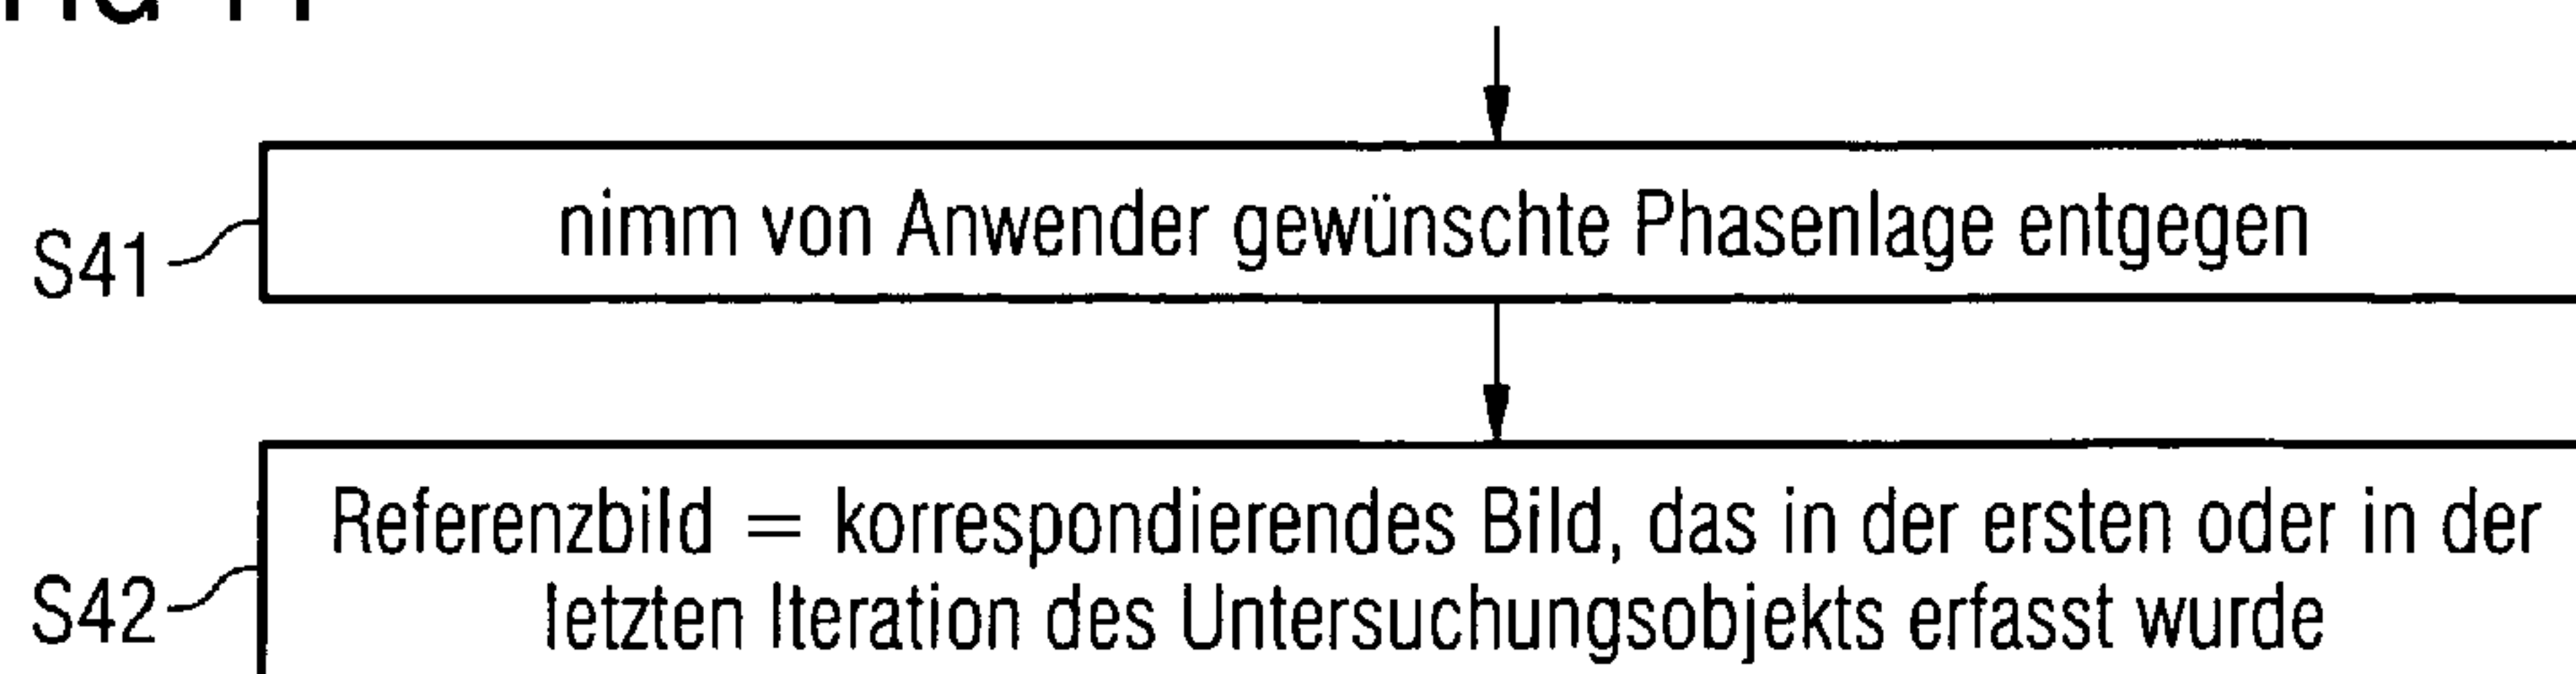 S41
nimm von Anwender gewünschte Phasenlage entgegen
S42
Referenzbild = korrespondierendes Bild, das in der ersten oder in der
letzten Iteration des Untersuchungsobjekts erfasst wurde